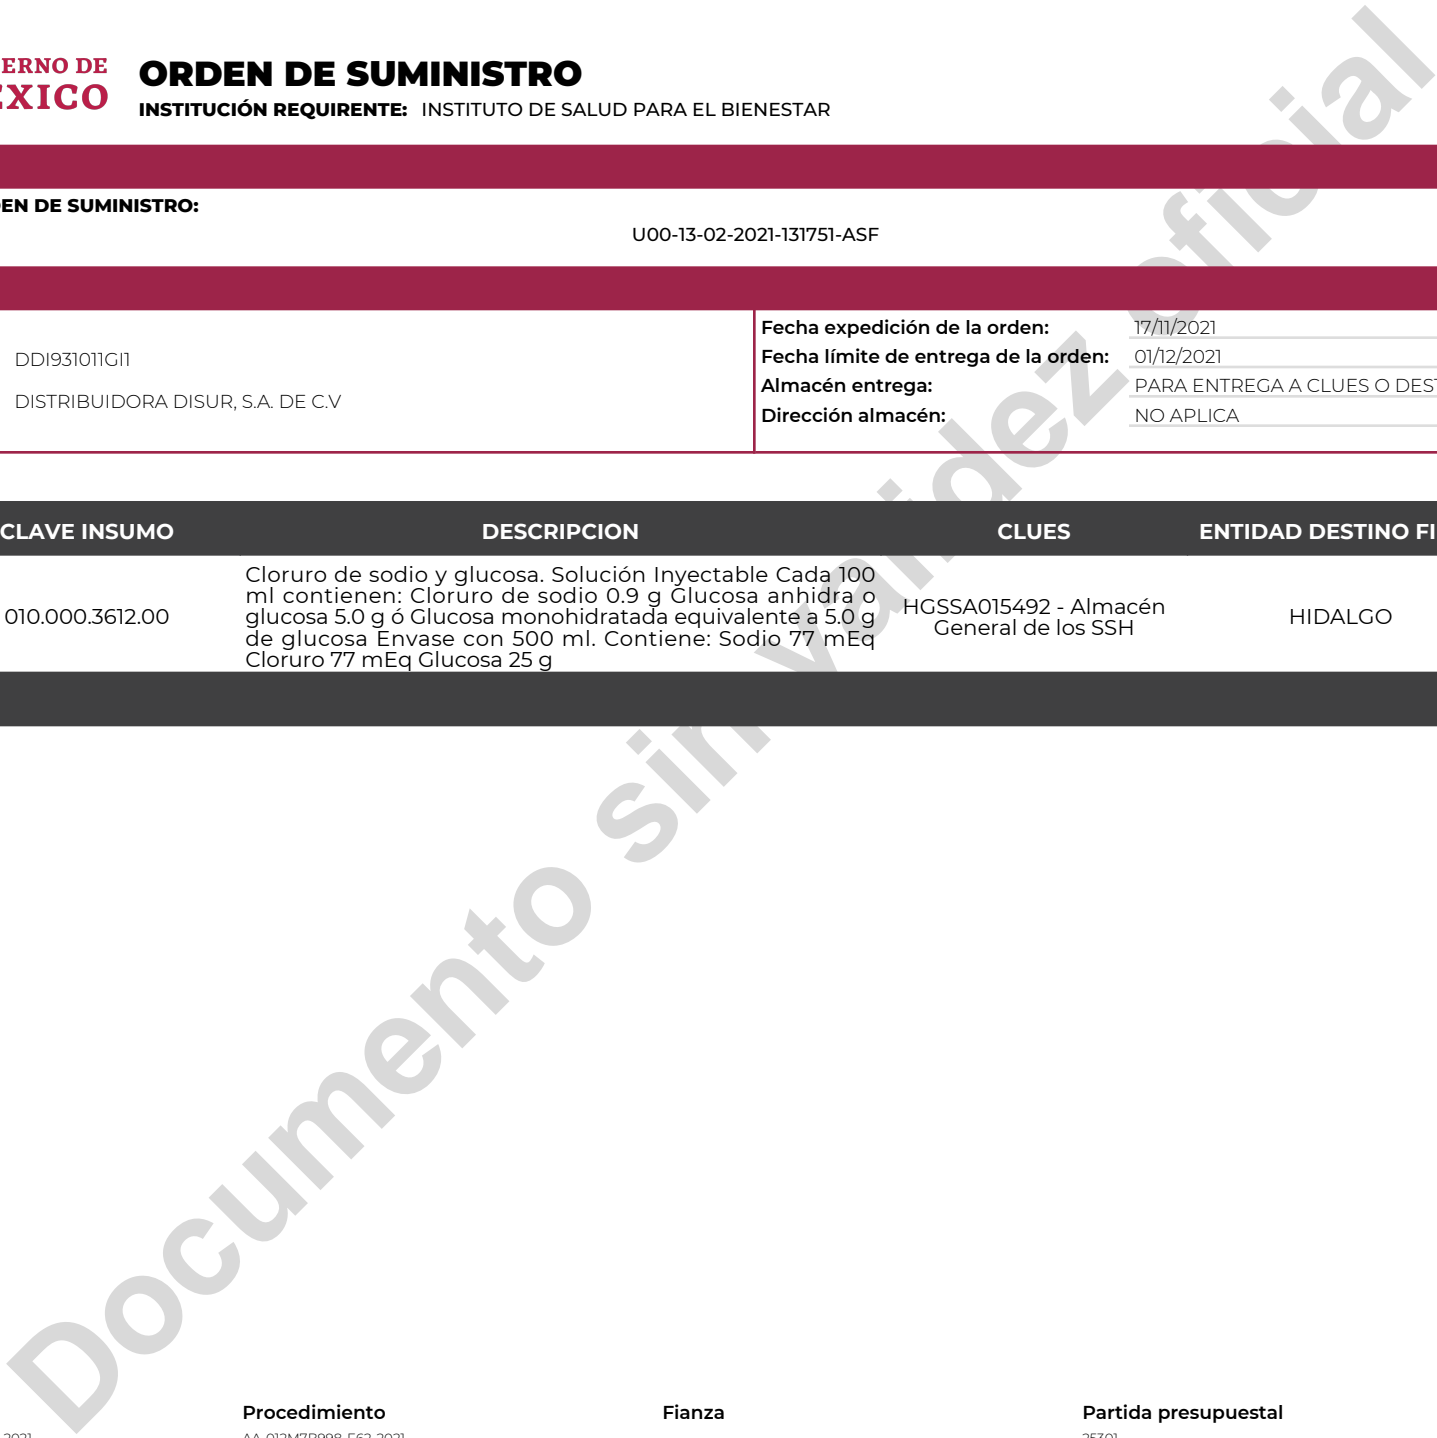 ERNO DE
EXICO
ORDEN DE SUMINISTRO
INSTITUCIÓN REQUIRENTE: INSTITUTO DE SALUD PARA EL BIENESTAR
EN DE SUMINISTRO:
U00-13-02-2021-131751-ASF
DDI931011GI1
DISTRIBUIDORA DISUR, S.A. DE C.V
Fecha expedición de la orden: 17/11/2021
Fecha límite de entrega de la orden: 01/12/2021
Almacén entrega: PARA ENTREGA A CLUES O DEST
Dirección almacén: NO APLICA
CLAVE INSUMO DESCRIPCION CLUES ENTIDAD DESTINO FI
010.000.3612.00
Cloruro de sodio y glucosa. Solución Inyectable Cada 100
ml contienen: Cloruro de sodio 0.9 g Glucosa anhidra o
glucosa 5.0 g ó Glucosa monohidratada equivalente a 5.0 g
de glucosa Envase con 500 ml. Contiene: Sodio 77 mEq
Cloruro 77 mEq Glucosa 25 g
HGSSA015492 - Almacén
General de los SSH
HIDALGO
Documento sin validez oficial
Procedimiento Fianza Partida presupuestal